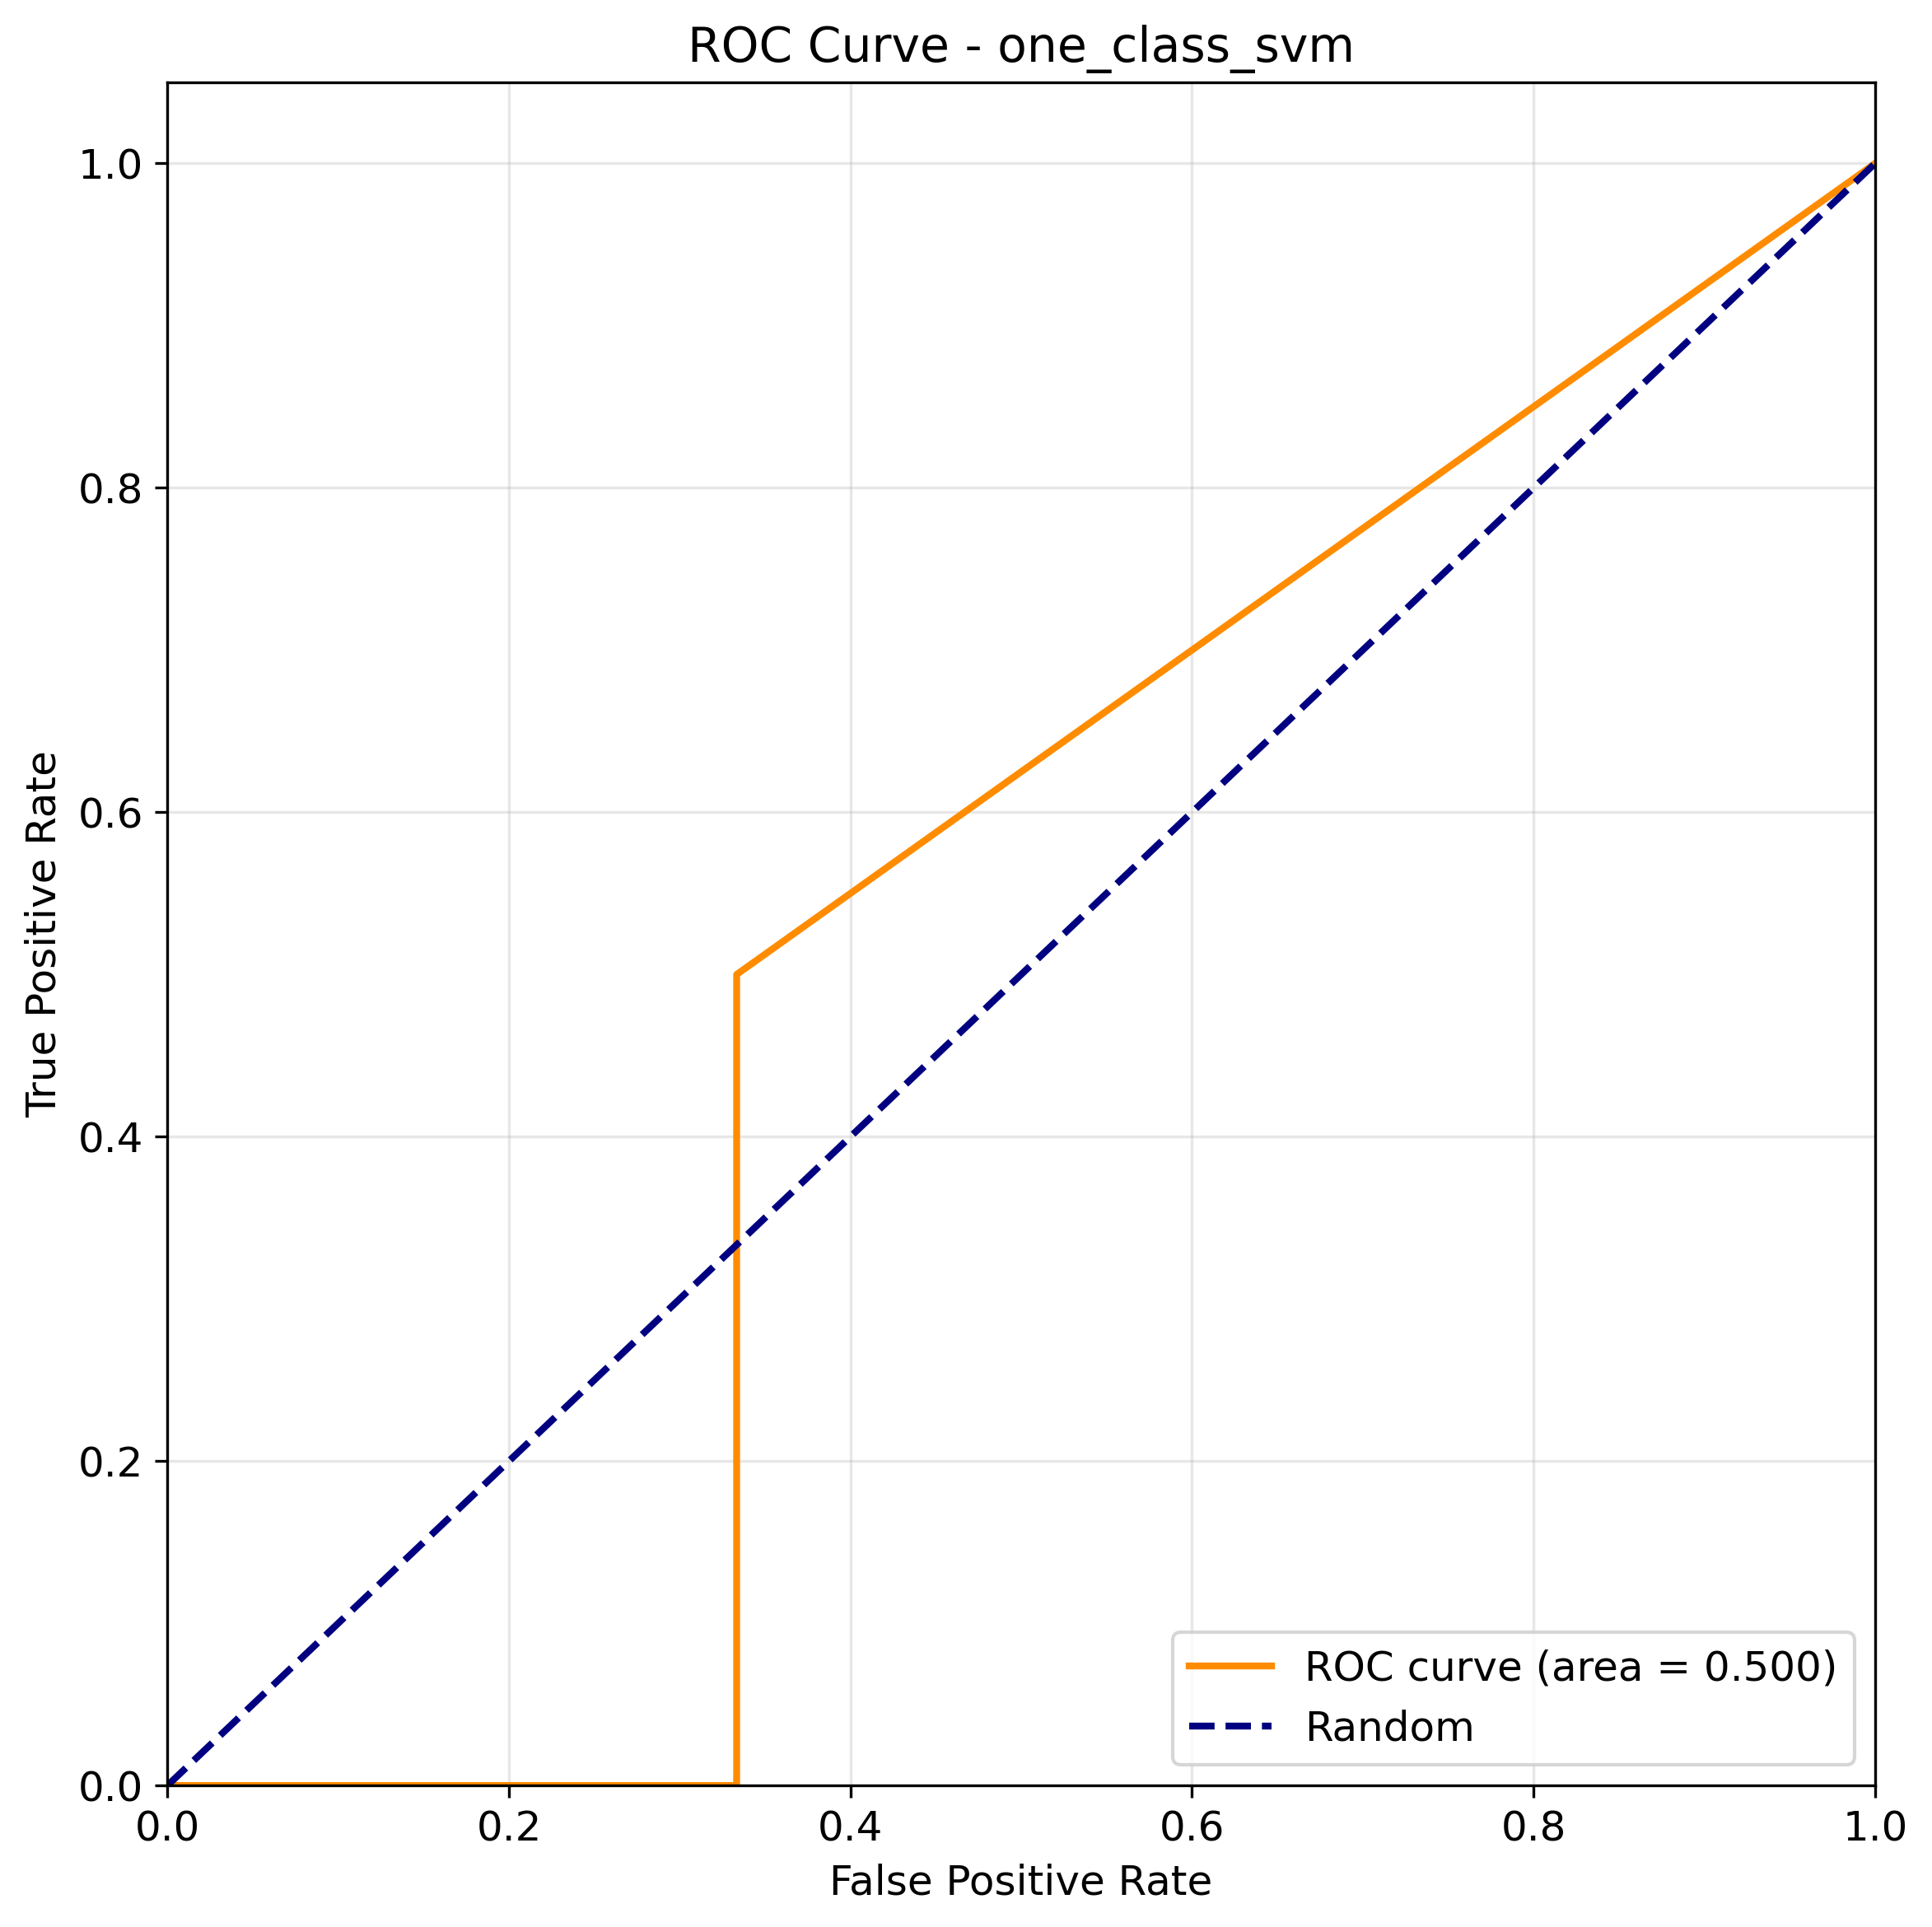 ROC Curve - one_class_svm
True Positive Rate
1.0
0.8
0.6
0.4
0.2
0.0
0.0 0.2 0.4 0.6 0.8 1.0
False Positive Rate
ROC curve (area = 0.500)
Random